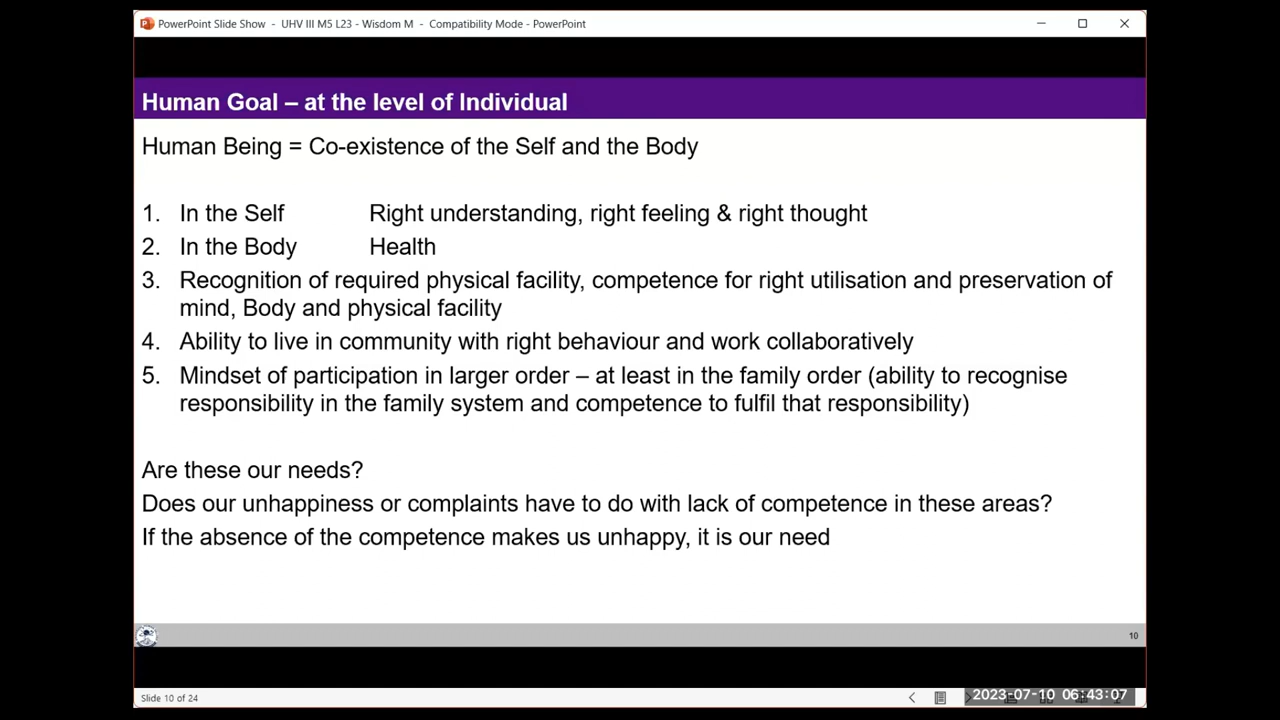 PowerPoint Slide Show - UHV III M5 L23 - Wisdom M - Compatibility Mode - PowerPoint
Human Goal – at the level of Individual
Human Being = Co-existence of the Self and the Body
1. In the Self Right understanding, right feeling & right thought
2. In the Body Health
3. Recognition of required physical facility, competence for right utilisation and preservation of
mind, Body and physical facility
4. Ability to live in community with right behaviour and work collaboratively
5. Mindset of participation in larger order – at least in the family order (ability to recognise
responsibility in the family system and competence to fulfil that responsibility)
Are these our needs?
Does our unhappiness or complaints have to do with lack of competence in these areas?
If the absence of the competence makes us unhappy, it is our need
10
Slide 10 of 24
2023-07-10 06:43:07